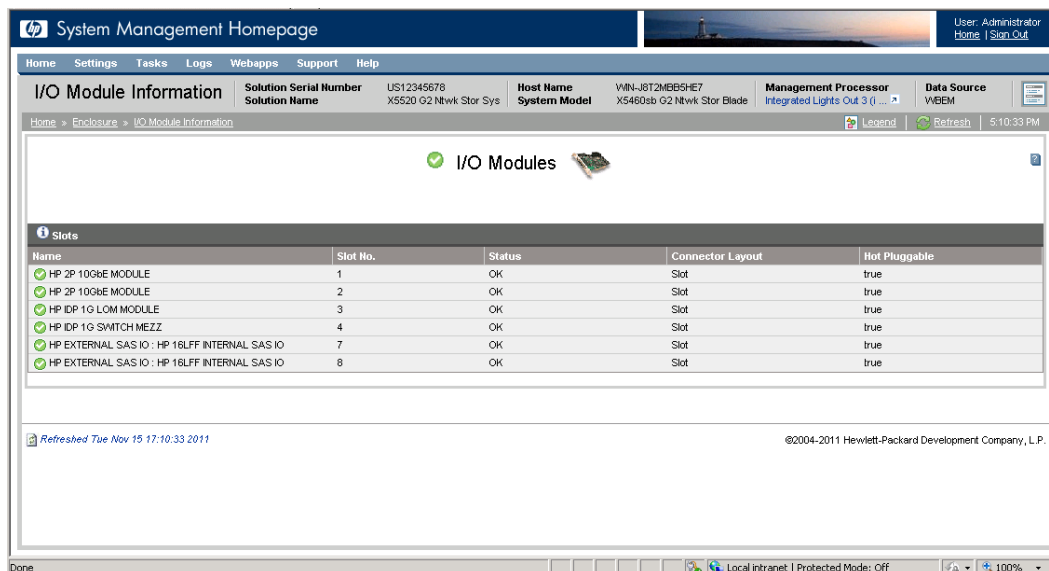 hp System Management Homepage
User: Administrator
Home | Sign Out
Home Settings Tasks Logs Webapps Support Help
I/O Module Information
Solution Serial Number US12345678 Host Name WIN-J8T2MBB5HE7 Management Processor Data Source
Solution Name X5520 G2 Ntwk Stor Sys System Model X5460sb G2 Ntwk Stor Blade Integrated Lights Out 3 (i ... WBEM
Home » Enclosure » I/O Module Information Legend | Refresh | 5:10:33 PM
I/O Modules
?
Slots
Name Slot No. Status Connector Layout Hot Pluggable
HP 2P 10GbE MODULE 1 OK Slot true
HP 2P 10GbE MODULE 2 OK Slot true
HP IDP 1G LOM MODULE 3 OK Slot true
HP IDP 1G SWITCH MEZZ 4 OK Slot true
HP EXTERNAL SAS IO : HP 16LFF INTERNAL SAS IO 7 OK Slot true
HP EXTERNAL SAS IO : HP 16LFF INTERNAL SAS IO 8 OK Slot true
Refreshed Tue Nov 15 17:10:33 2011 ©2004-2011 Hewlett-Packard Development Company, L.P.
Done Local intranet | Protected Mode: Off 100%